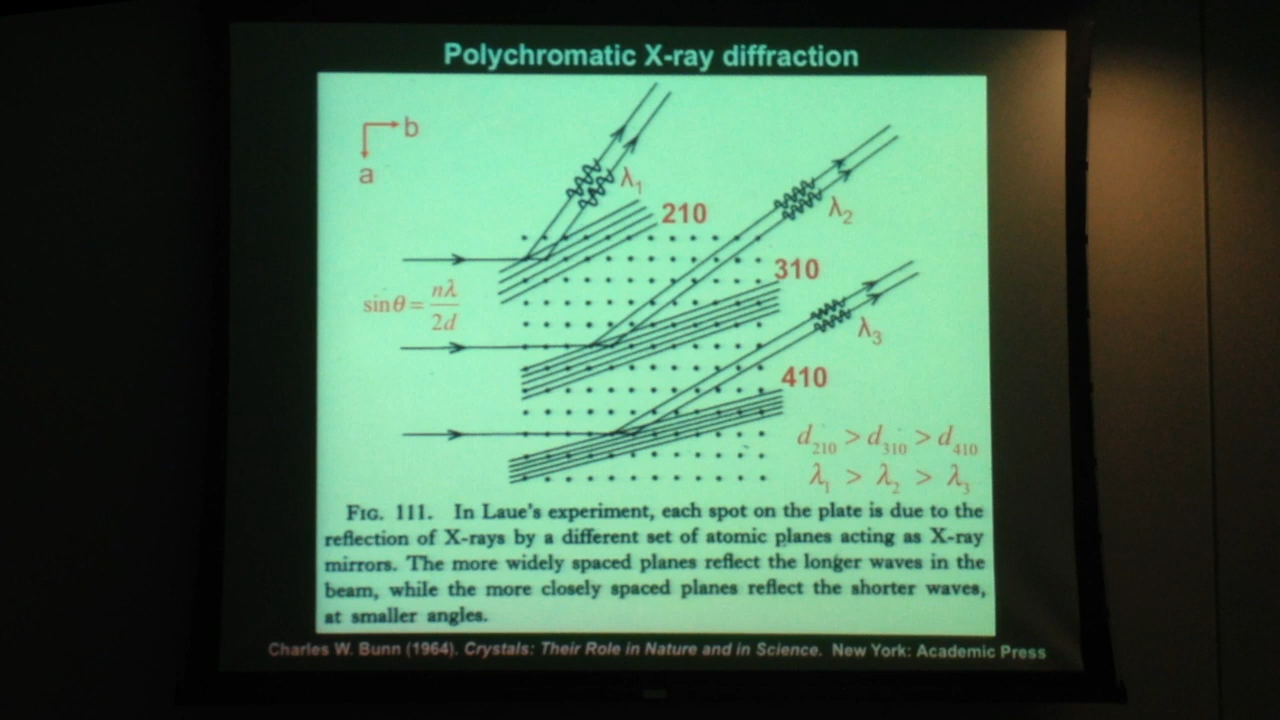 Polychromatic X-ray diffraction
b
a
λ1
210
λ2
310
sinθ = nλ / 2d
λ3
410
d210 > d310 > d410
λ1 > λ2 > λ3
FIG. 111. In Laue's experiment, each spot on the plate is due to the
reflection of X-rays by a different set of atomic planes acting as X-ray
mirrors. The more widely spaced planes reflect the longer waves in the
beam, while the more closely spaced planes reflect the shorter waves,
at smaller angles.
Charles W. Bunn (1964). Crystals: Their Role in Nature and in Science. New York: Academic Press